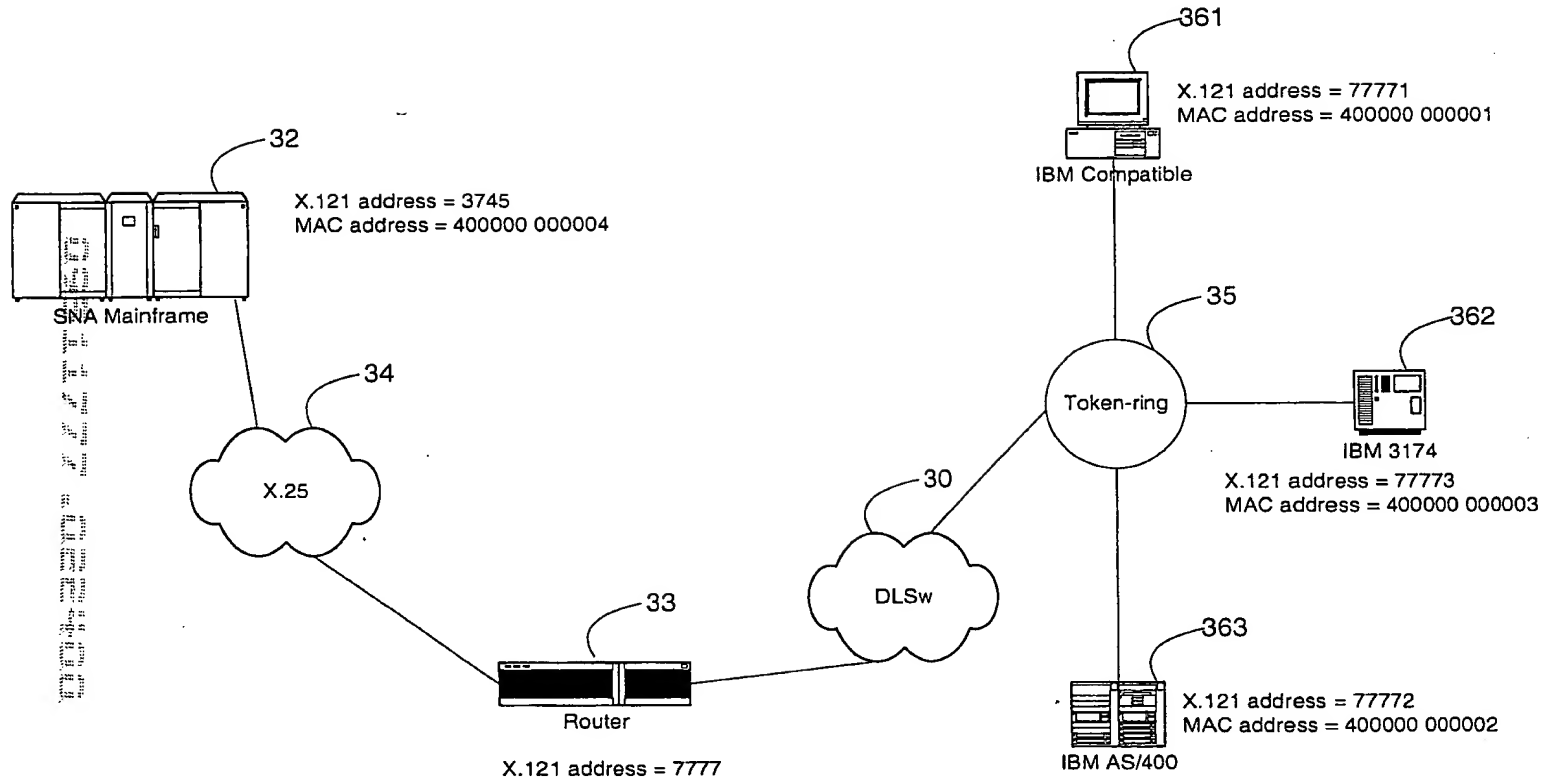 361
X.121 address = 77771
MAC address = 400000 000001
IBM Compatible
32
X.121 address = 3745
MAC address = 400000 000004
SNA Mainframe
35
362
34
Token-ring
IBM 3174
X.25
30
X.121 address = 77773
MAC address = 400000 000003
DLSw
33
363
Router
X.121 address = 77772
MAC address = 400000 000002
IBM AS/400
X.121 address = 7777